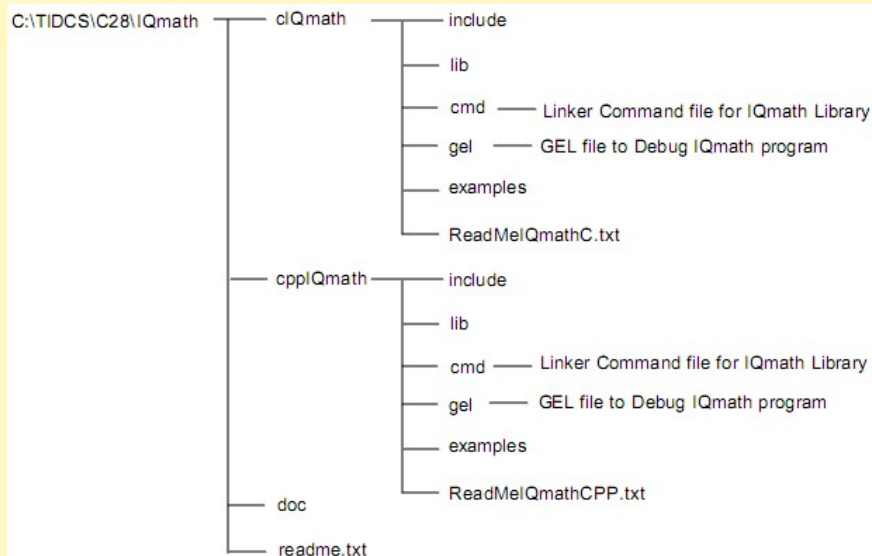 C:\TIDCS\C28\IQmath cIQmath include
lib
cmd Linker Command file for IQmath Library
gel GEL file to Debug IQmath program
examples
ReadMeIQmathC.txt
cppIQmath include
lib
cmd Linker Command file for IQmath Library
gel GEL file to Debug IQmath program
examples
ReadMeIQmathCPP.txt
doc
readme.txt